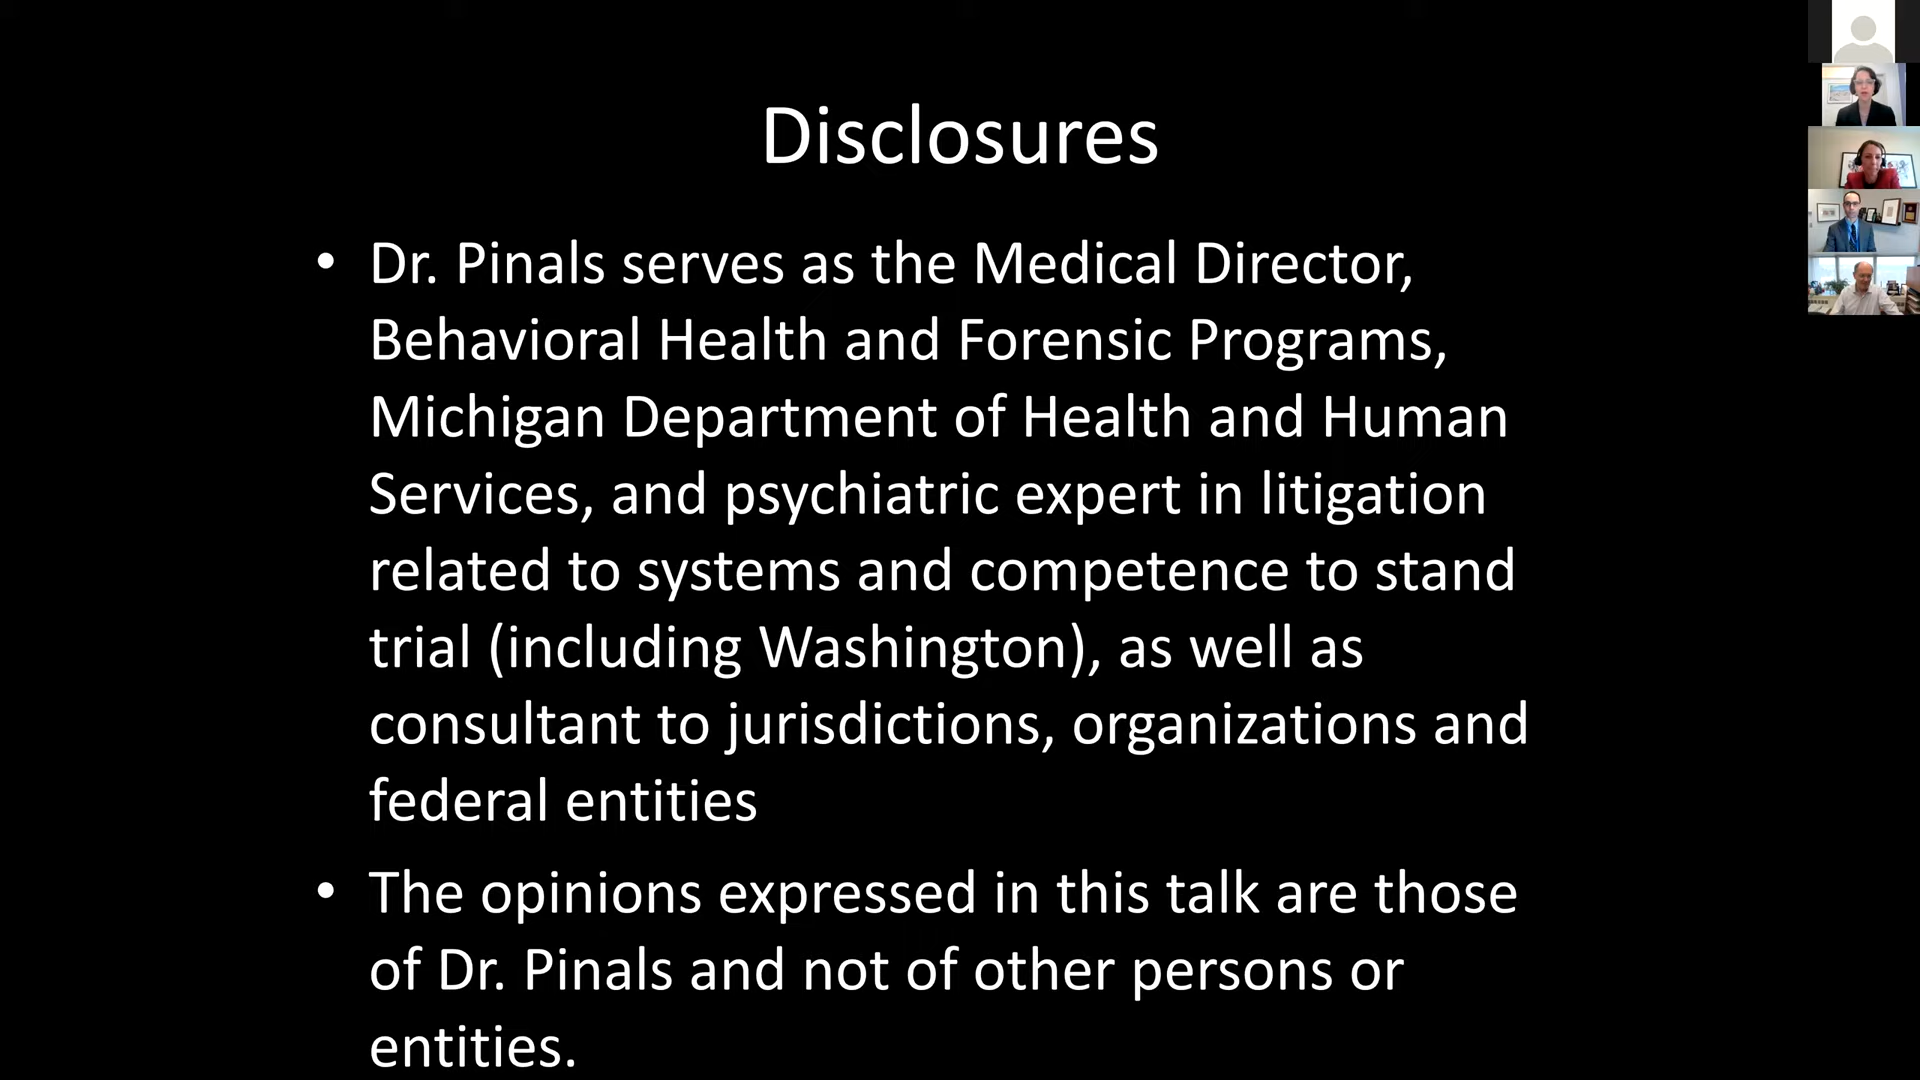 Disclosures
• Dr. Pinals serves as the Medical Director,
Behavioral Health and Forensic Programs,
Michigan Department of Health and Human
Services, and psychiatric expert in litigation
related to systems and competence to stand
trial (including Washington), as well as
consultant to jurisdictions, organizations and
federal entities
• The opinions expressed in this talk are those
of Dr. Pinals and not of other persons or
entities.